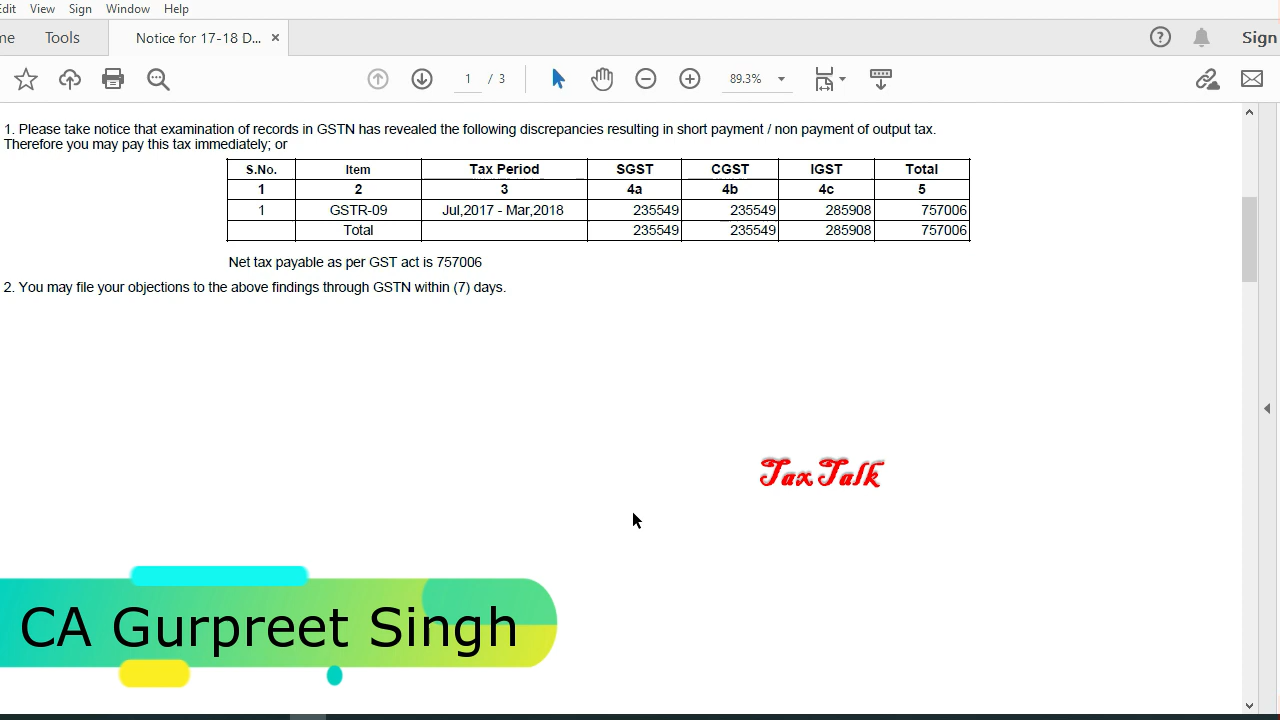 Edit View Sign Window Help
me Tools Notice for 17-18 D... ×
? Sign
1 / 3 89.3%
1. Please take notice that examination of records in GSTN has revealed the following discrepancies resulting in short payment / non payment of output tax.
Therefore you may pay this tax immediately; or
S.No. Item Tax Period SGST CGST IGST Total
1 2 3 4a 4b 4c 5
1 GSTR-09 Jul,2017 - Mar,2018 235549 235549 285908 757006
Total 235549 235549 285908 757006
Net tax payable as per GST act is 757006
2. You may file your objections to the above findings through GSTN within (7) days.
Tax Talk
CA Gurpreet Singh